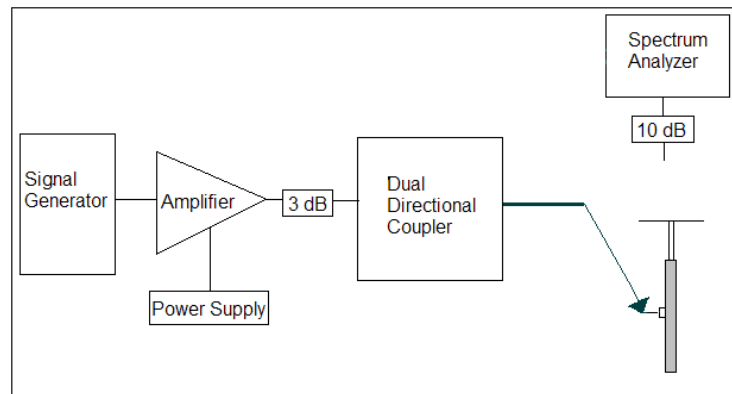 Spectrum
Analyzer
10 dB
Signal
Generator
Amplifier
3 dB
Dual
Directional
Coupler
Power Supply